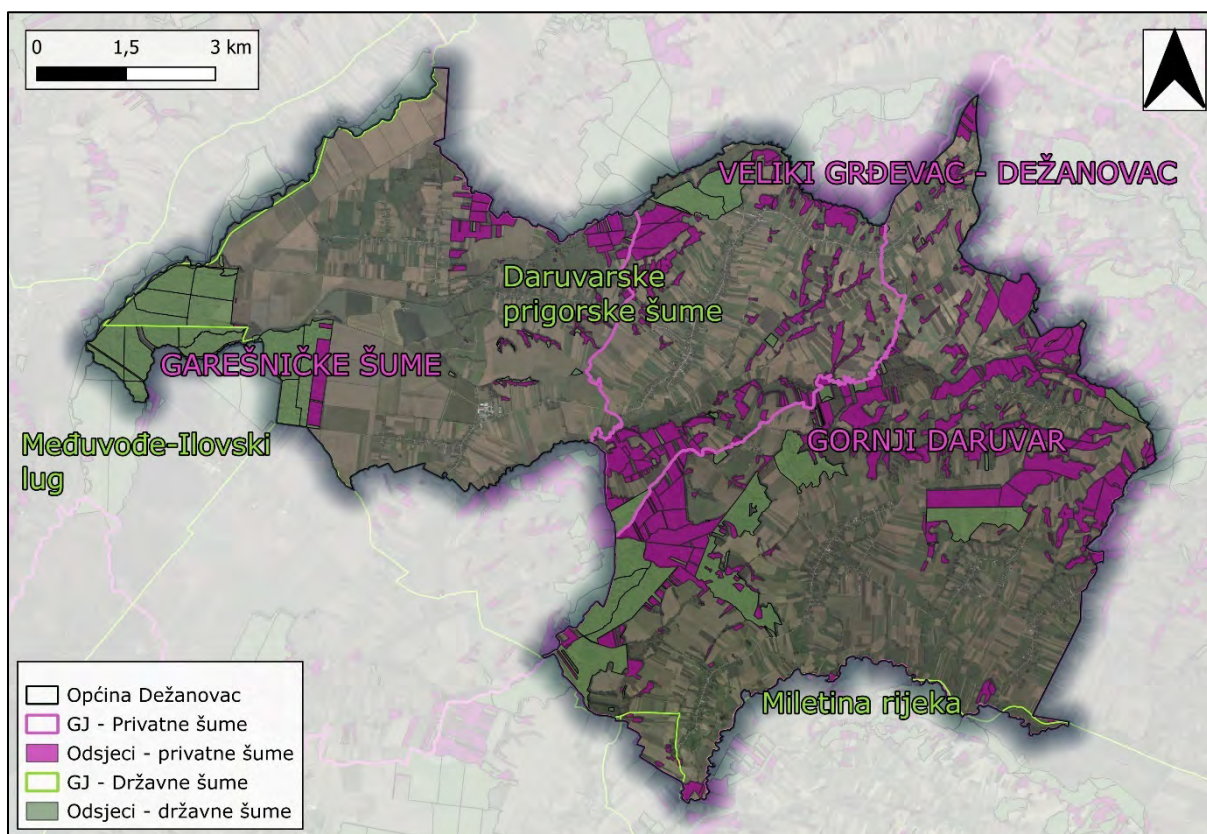 0 1,5 3 km
VELIKI GRĐEVAC - DEŽANOVAC
Daruvarske
prigorske šume
GAREŠNIČKE ŠUME
Međuvođe-Ilovski
lug
GORNJI DARUVAR
Miletina rijeka
Općina Dežanovac
GJ - Privatne šume
Odsjeci - privatne šume
GJ - Državne šume
Odsjeci - državne šume